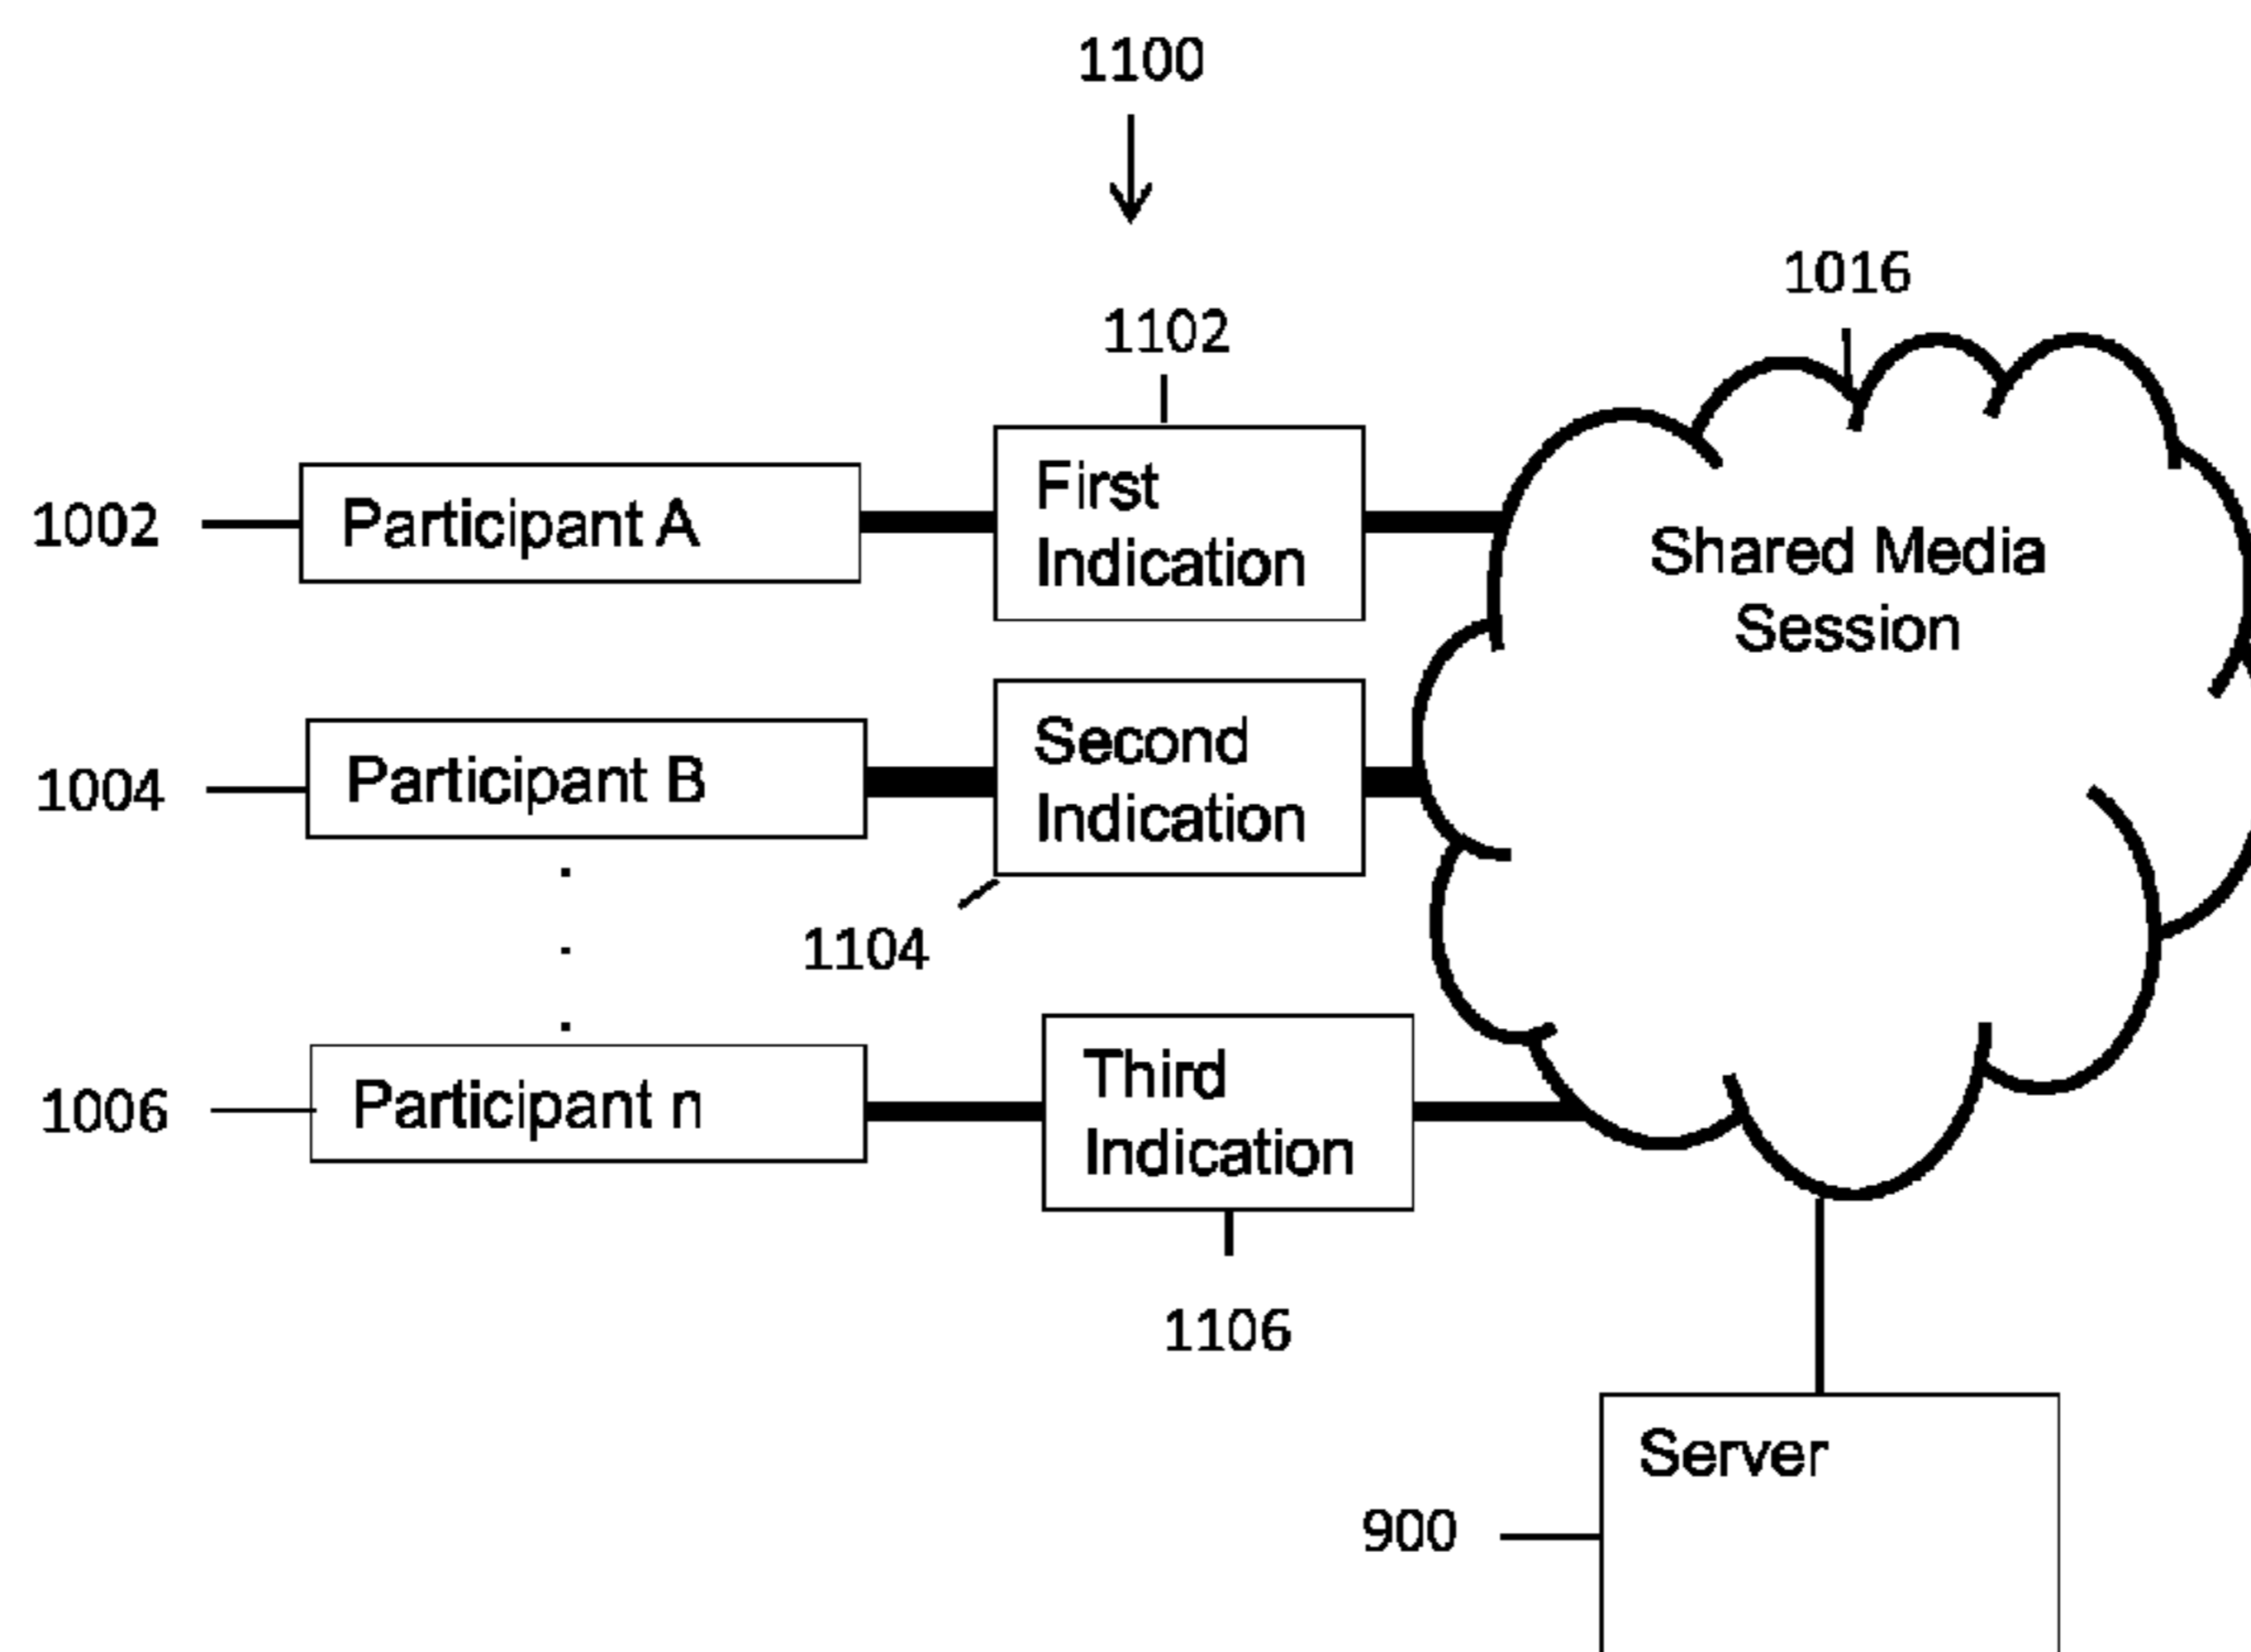 1100
1016
1102
1002
Participant A
First
Indication
Shared Media
Session
1004
Participant B
Second
Indication
1104
1006
Participant n
Third
Indication
1106
Server
900